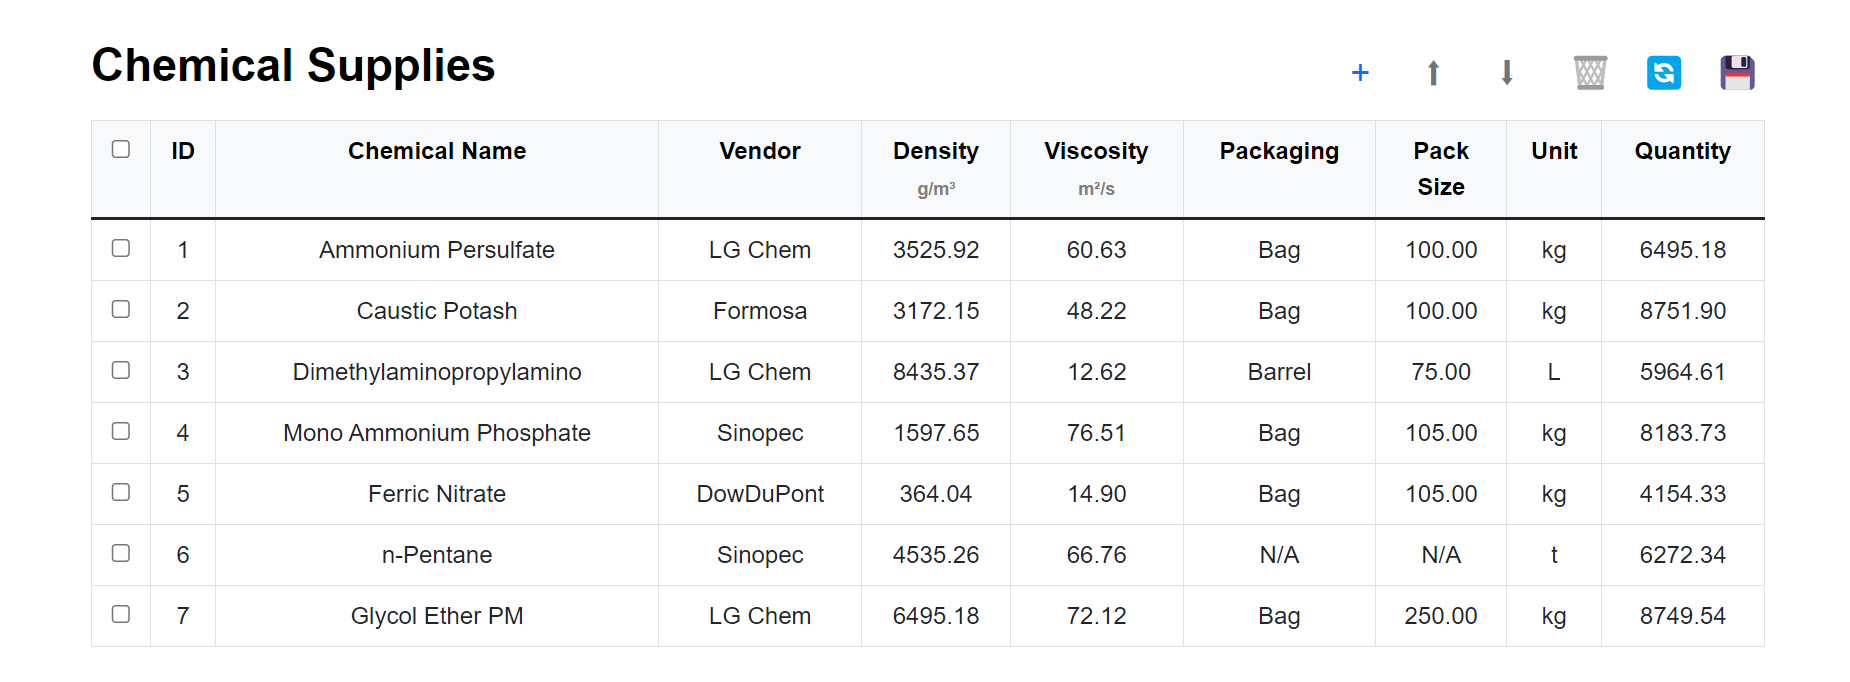 Chemical Supplies
ID Chemical Name Vendor Density Viscosity Packaging Pack Unit Quantity
g/m³ m²/s Size
1 Ammonium Persulfate LG Chem 3525.92 60.63 Bag 100.00 kg 6495.18
2 Caustic Potash Formosa 3172.15 48.22 Bag 100.00 kg 8751.90
3 Dimethylaminopropylamino LG Chem 8435.37 12.62 Barrel 75.00 L 5964.61
4 Mono Ammonium Phosphate Sinopec 1597.65 76.51 Bag 105.00 kg 8183.73
5 Ferric Nitrate DowDuPont 364.04 14.90 Bag 105.00 kg 4154.33
6 n-Pentane Sinopec 4535.26 66.76 N/A N/A t 6272.34
7 Glycol Ether PM LG Chem 6495.18 72.12 Bag 250.00 kg 8749.54